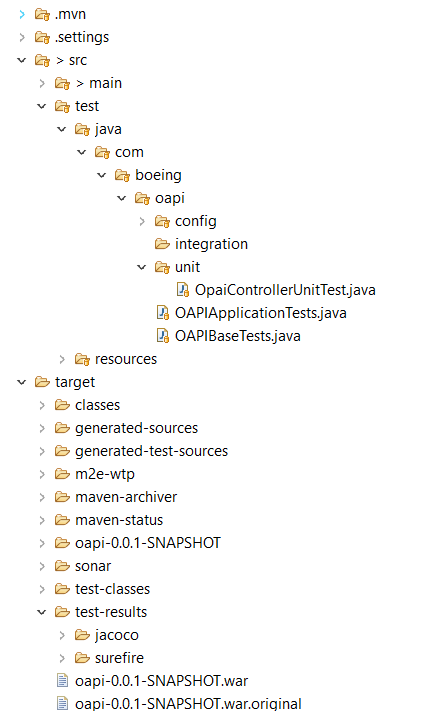 .mvn
.settings
> src
> main
test
java
com
boeing
oapi
config
integration
unit
OpaiControllerUnitTest.java
OAPIApplicationTests.java
OAPIBaseTests.java
resources
target
classes
generated-sources
generated-test-sources
m2e-wtp
maven-archiver
maven-status
oapi-0.0.1-SNAPSHOT
sonar
test-classes
test-results
jacoco
surefire
oapi-0.0.1-SNAPSHOT.war
oapi-0.0.1-SNAPSHOT.war.original